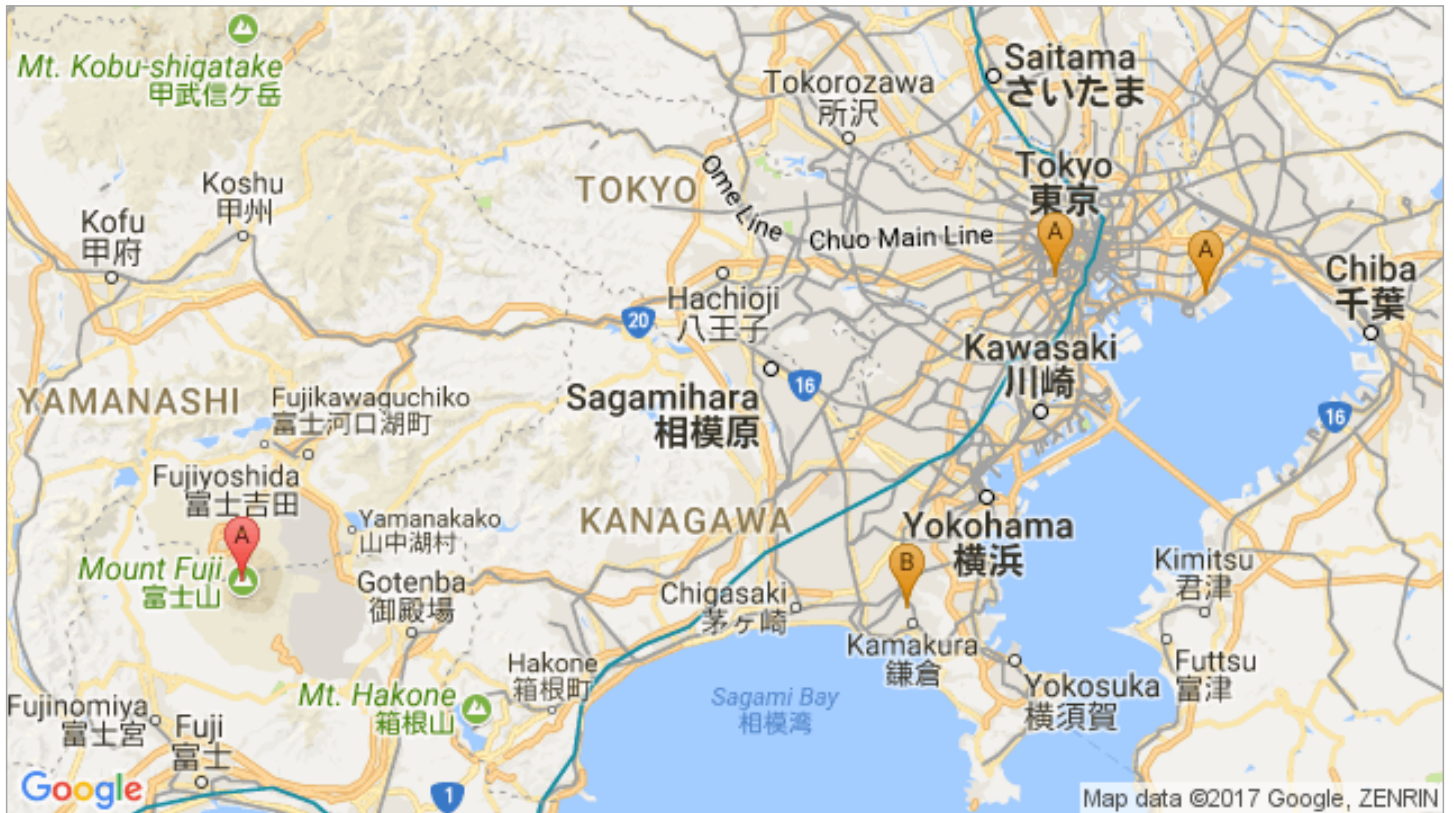 Mt. Kobu-shigatake
甲武信ケ岳
Saitama
さいたま
Tokorozawa
所沢
Tokyo
東京
TOKYO
Ome Line
Chuo Main Line
Koshu
甲州
Kofu
甲府
A
A
Chiba
千葉
Hachioji
八王子
20
Kawasaki
川崎
16
Sagamihara
相模原
16
YAMANASHI
Fujikawaguchiko
富士河口湖町
Fujiyoshida
富士吉田
Yamanakako
山中湖村
KANAGAWA
Yokohama
横浜
A
Mount Fuji
富士山
Gotenba
御殿場
B
Chigasaki
茅ヶ崎
Kimitsu
君津
Kamakura
鎌倉
Hakone
箱根町
Futtsu
富津
Mt. Hakone
箱根山
Sagami Bay
相模湾
Yokosuka
横須賀
Fujinomiya
富士宮
Fuji
富士
Google
1
Map data ©2017 Google, ZENRIN